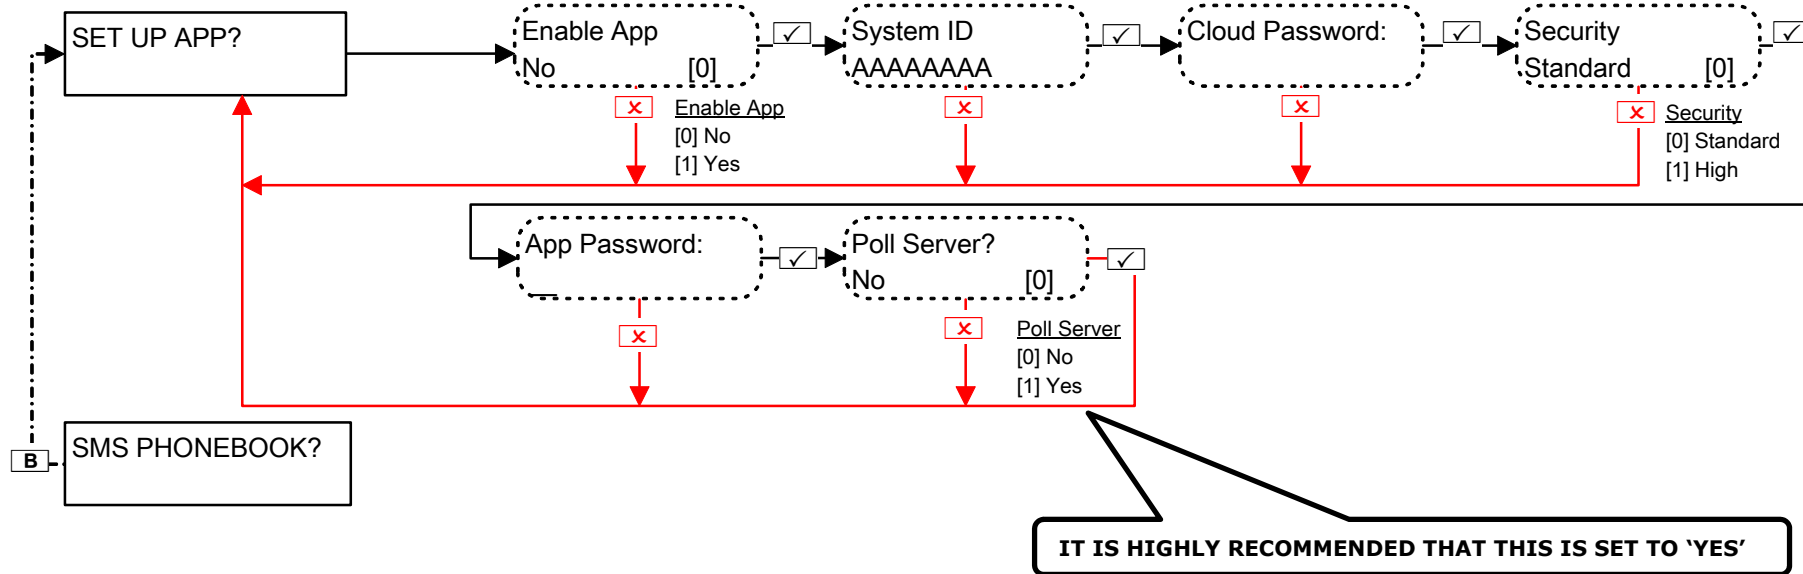 SET UP APP?
Enable App
No [0]
✓
System ID
AAAAAAAA
✓
Cloud Password:
✓
Security
Standard [0]
✓
x
Enable App
[0] No
[1] Yes
x
x
x
Security
[0] Standard
[1] High
App Password:
_
✓
Poll Server?
No [0]
✓
x
x
Poll Server
[0] No
[1] Yes
B
SMS PHONEBOOK?
IT IS HIGHLY RECOMMENDED THAT THIS IS SET TO ‘YES’